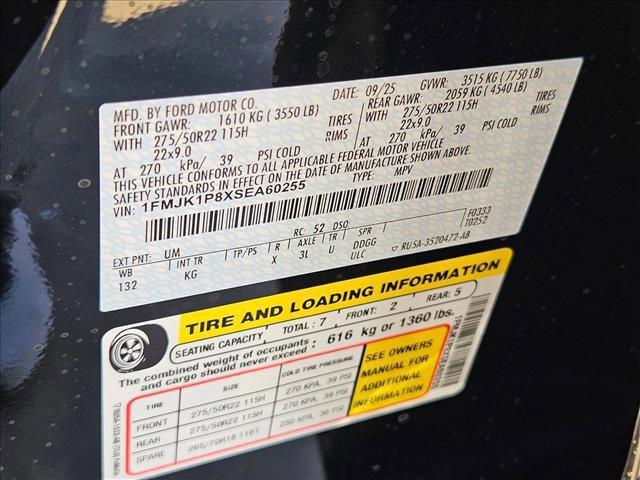 MFD. BY FORD MOTOR CO.
DATE: 09/25 GVWR: 3515 KG (7750 LB)
FRONT GAWR: 1610 KG (3550 LB)
REAR GAWR: 2059 KG (4540 LB)
WITH 275/50R22 115H TIRES
WITH 275/50R22 115H TIRES
22x9.0 RIMS
22x9.0 RIMS
AT 270 kPa/ 39 PSI COLD
AT 270 kPa/ 39 PSI COLD
THIS VEHICLE CONFORMS TO ALL APPLICABLE FEDERAL MOTOR VEHICLE
SAFETY STANDARDS IN EFFECT ON THE DATE OF MANUFACTURE SHOWN ABOVE.
VIN: 1FMJK1P8XSEA60255
TYPE: MPV
F0333
T0252
EXT PNT: UM RC: 52 DSO:
WB INT TR TP/PS R AXLE TR SPR
132 KG X 3L U DDGG
ULC
▽ RU5A-3520472-AB
TIRE AND LOADING INFORMATION
SEATING CAPACITY TOTAL: 7 FRONT: 2 REAR: 5
The combined weight of occupants and cargo should never exceed: 616 kg or 1360 lbs.
TIRE SIZE COLD TIRE PRESSURE
FRONT 275/50R22 115H 270 KPA, 39 PSI
REAR 275/50R22 115H 270 KPA, 39 PSI
SPARE 265/70R18 116T 250 KPA, 36 PSI
SEE OWNERS
MANUAL FOR
ADDITIONAL
INFORMATION